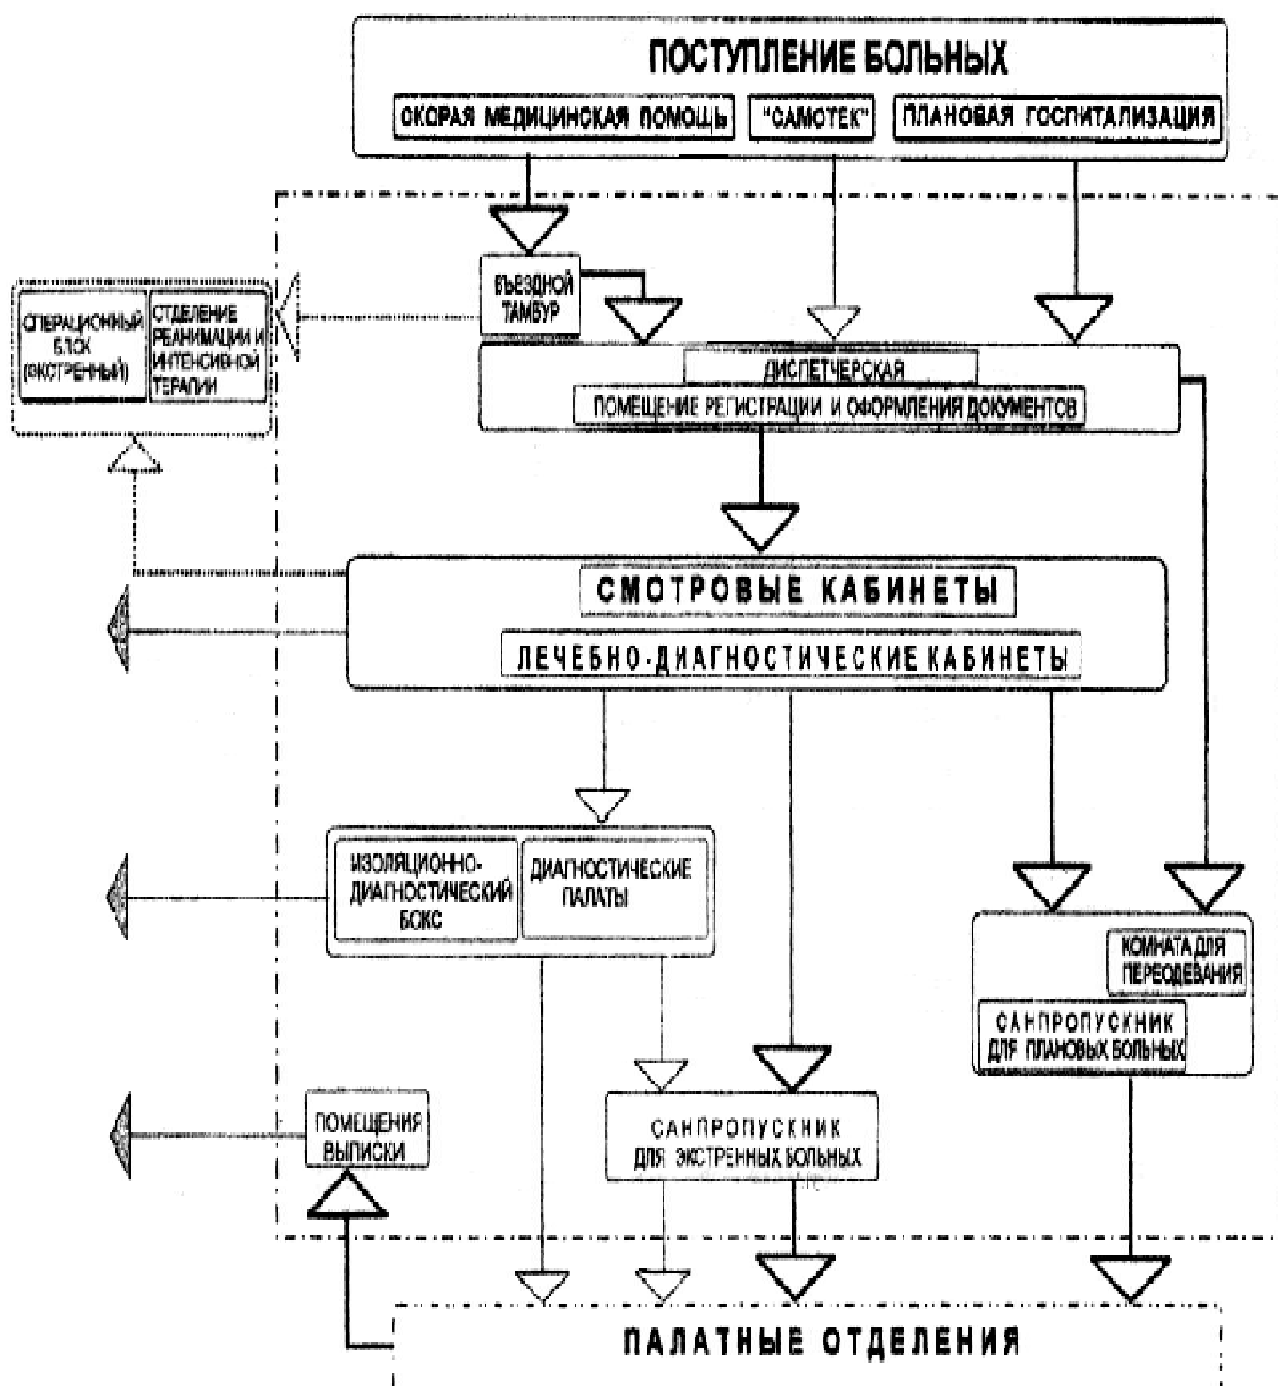 ПОСТУПЛЕНИЕ БОЛЬНЫХ
СКОРАЯ МЕДИЦИНСКАЯ ПОМОЩЬ
"САМОТЕК"
ПЛАНОВАЯ ГОСПИТАЛИЗАЦИЯ
ВЪЕЗДНОЙ
ТАМБУР
ОПЕРАЦИОННЫЙ
БЛОК
(ЭКСТРЕННЫЙ)
ОТДЕЛЕНИЕ
РЕАНИМАЦИИ И
ИНТЕНСИВНОЙ
ТЕРАПИИ
ДИСПЕТЧЕРСКАЯ
ПОМЕЩЕНИЕ РЕГИСТРАЦИИ И ОФОРМЛЕНИЯ ДОКУМЕНТОВ
СМОТРОВЫЕ КАБИНЕТЫ
ЛЕЧЕБНО-ДИАГНОСТИЧЕСКИЕ КАБИНЕТЫ
ИЗОЛЯЦИОННО-
ДИАГНОСТИЧЕСКИЙ
БОКС
ДИАГНОСТИЧЕСКИЕ
ПАЛАТЫ
КОМНАТА ДЛЯ
ПЕРЕОДЕВАНИЯ
САНПРОПУСКНИК
ДЛЯ ПЛАНОВЫХ БОЛЬНЫХ
ПОМЕЩЕНИЯ
ВЫПИСКИ
САНПРОПУСКНИК
ДЛЯ ЭКСТРЕННЫХ БОЛЬНЫХ
ПАЛАТНЫЕ ОТДЕЛЕНИЯ